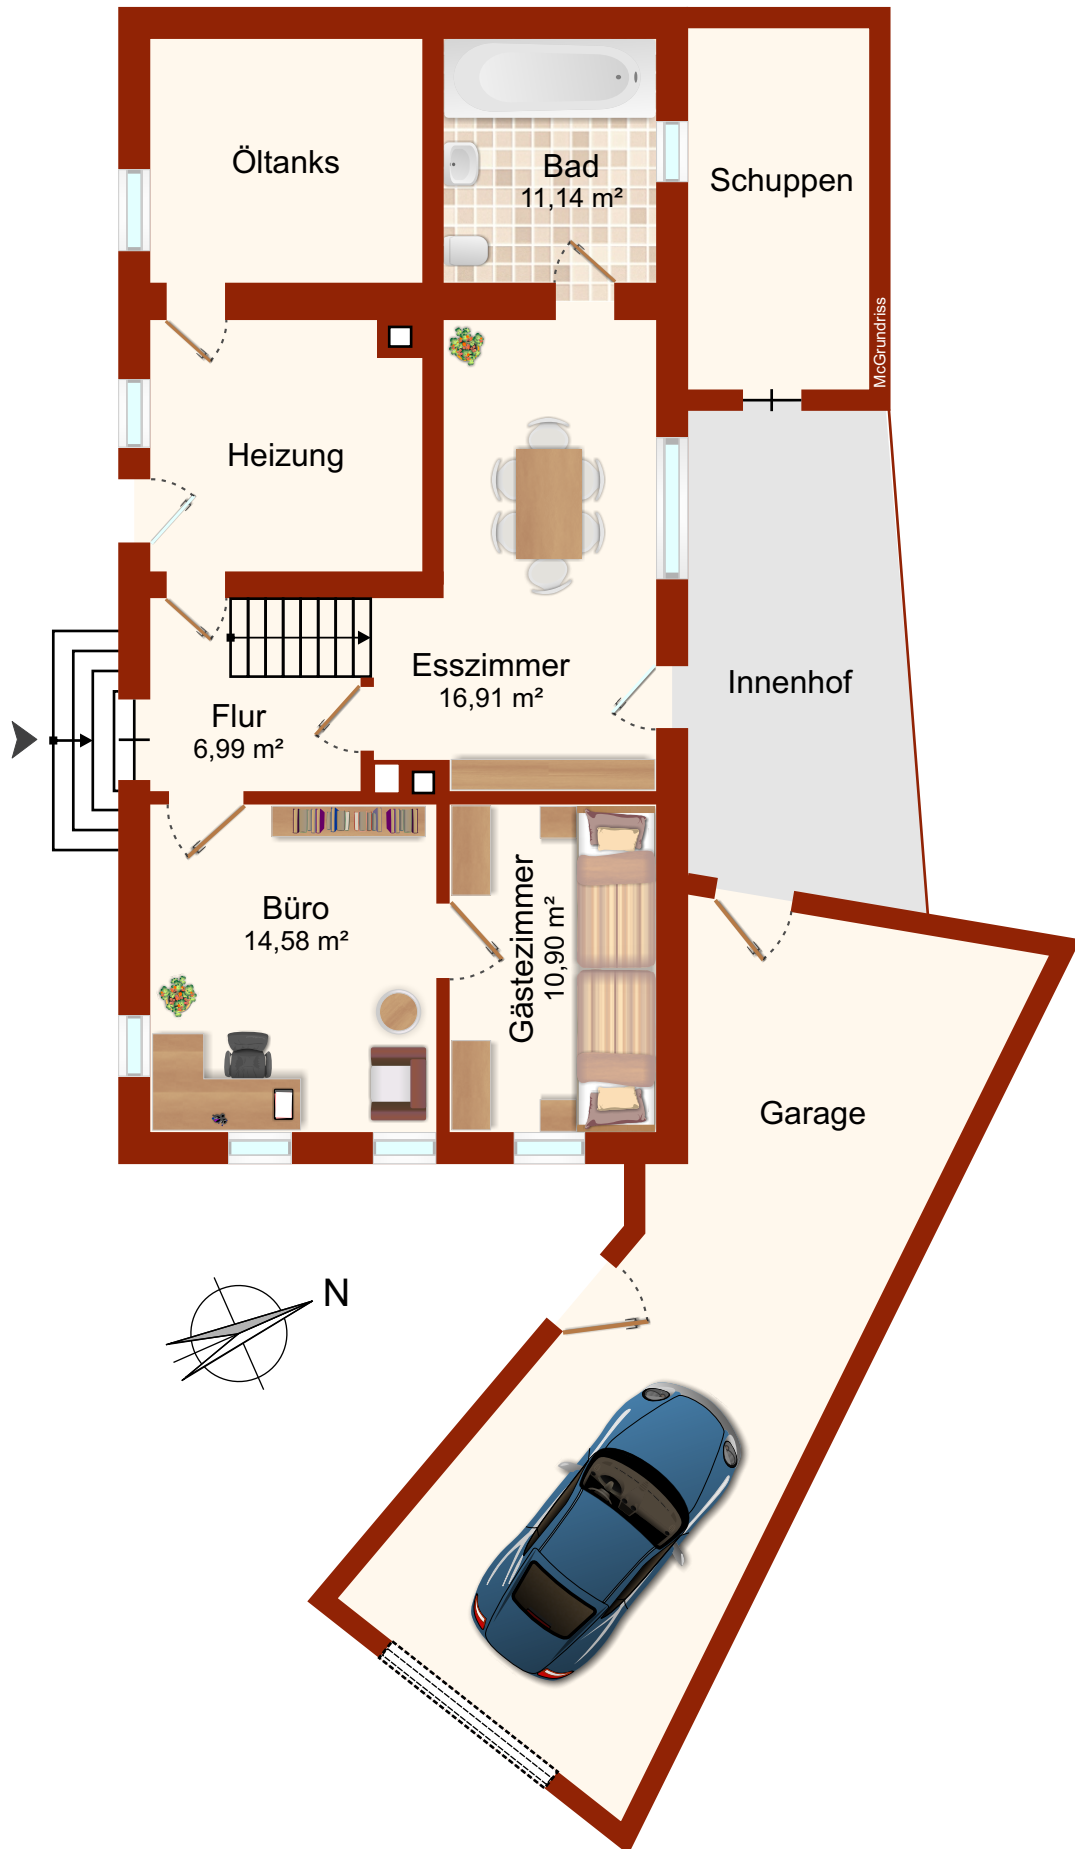 Öltanks
Bad
11,14 m²
Schuppen
McGrundriss
Heizung
Esszimmer
16,91 m²
Innenhof
Flur
6,99 m²
Büro
14,58 m²
Gästezimmer
10,90 m²
Garage
N